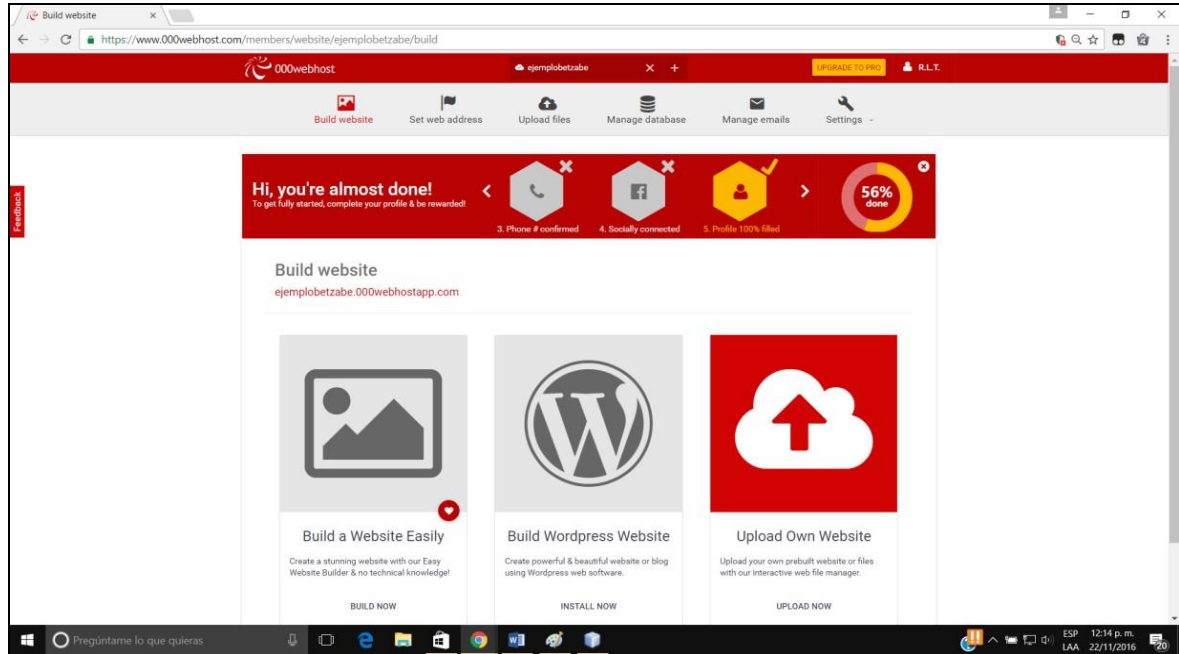 Build website
https://www.000webhost.com/members/website/ejemplobetzabe/build
000webhost
ejemplobetzabe
UPGRADE TO PRO
R.L.T.
Build website
Set web address
Upload files
Manage database
Manage emails
Settings
Feedback
Hi, you're almost done!
To get fully started, complete your profile & be rewarded!
3. Phone # confirmed
4. Socially connected
5. Profile 100% filled
56%
done
Build website
ejemplobetzabe.000webhostapp.com
Build a Website Easily
Create a stunning website with our Easy
Website Builder & no technical knowledge!
BUILD NOW
Build Wordpress Website
Create powerful & beautiful website or blog
using Wordpress web software.
INSTALL NOW
Upload Own Website
Upload your own prebuilt website or files
with our interactive web file manager.
UPLOAD NOW
Pregúntame lo que quieras
ESP
LAA
12:14 p. m.
22/11/2016
20